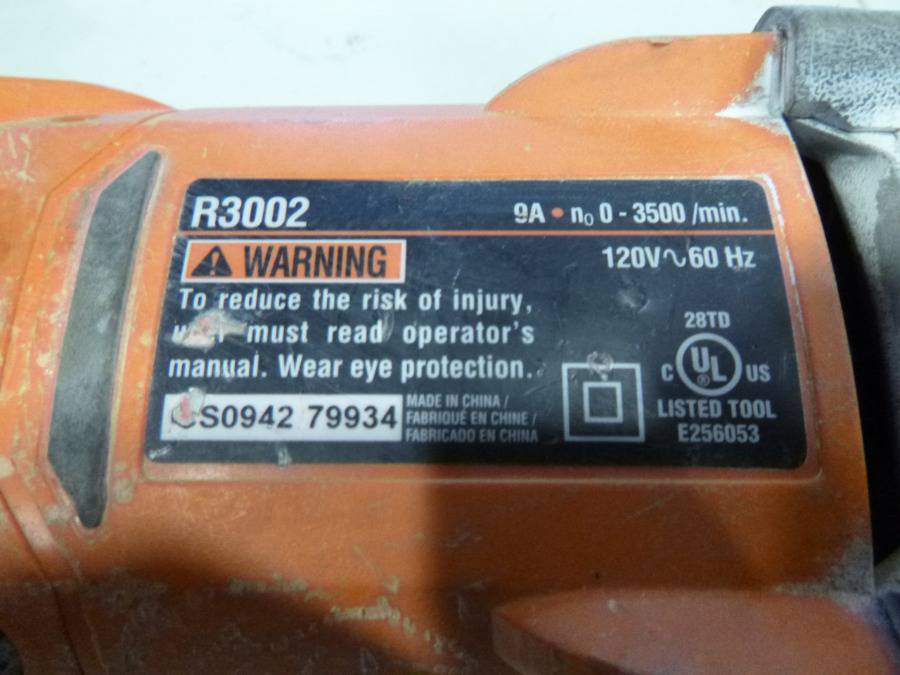 R3002
9A • n₀ 0 - 3500 /min.
WARNING
120V∿60 Hz
To reduce the risk of injury,
must read operator's
manual. Wear eye protection.
S0942 79934
MADE IN CHINA /
FABRIQUÉ EN CHINE /
FABRICADO EN CHINA
28TD
C UL ® US
LISTED TOOL
E256053